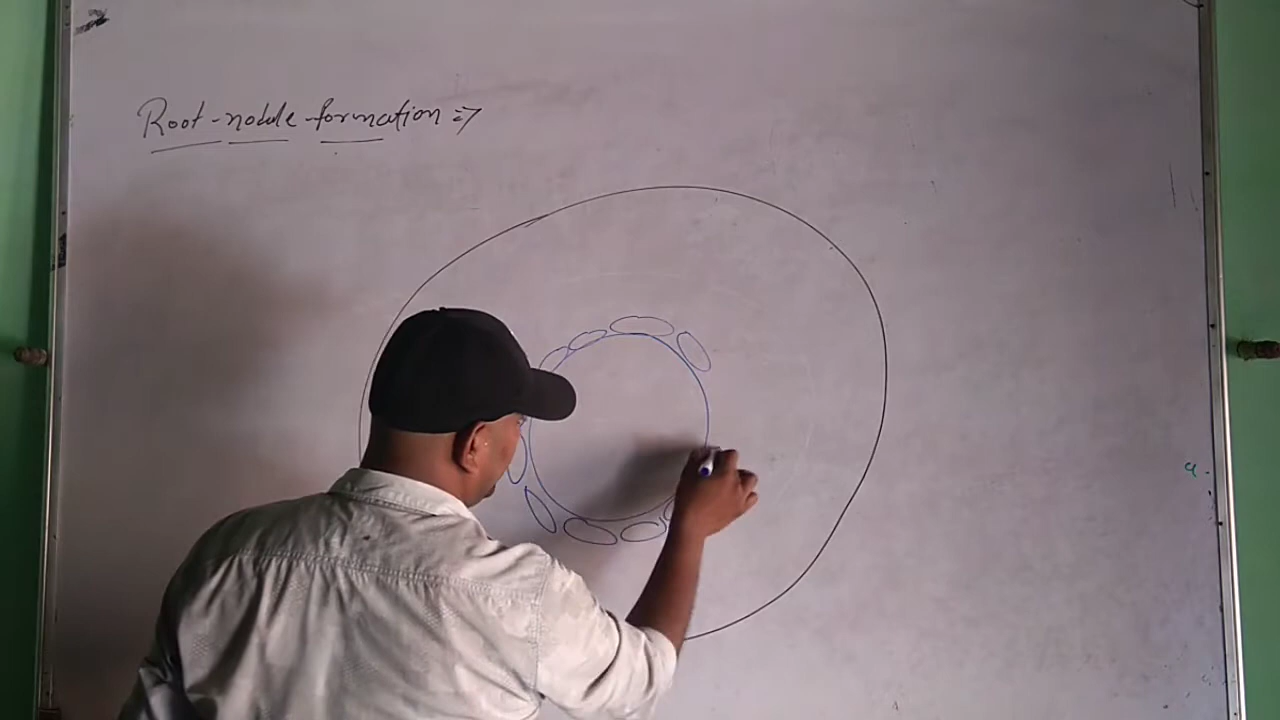 Root-nodule formation =>
a.